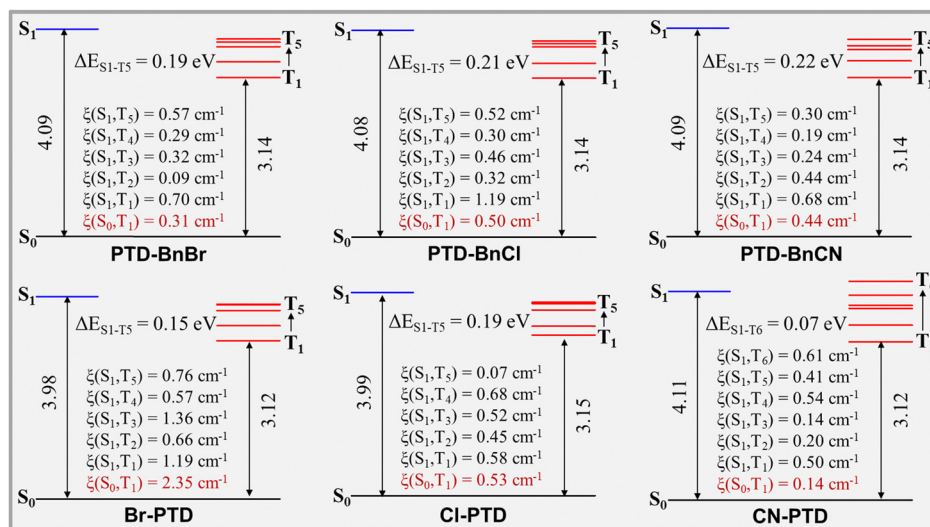 S1
T5
ΔE_S1-T5 = 0.19 eV
T1
4.09
ξ(S1,T5) = 0.57 cm-1
ξ(S1,T4) = 0.29 cm-1
ξ(S1,T3) = 0.32 cm-1
ξ(S1,T2) = 0.09 cm-1
ξ(S1,T1) = 0.70 cm-1
ξ(S0,T1) = 0.31 cm-1
3.14
S0
PTD-BnBr
S1
T5
ΔE_S1-T5 = 0.21 eV
T1
4.08
ξ(S1,T5) = 0.52 cm-1
ξ(S1,T4) = 0.30 cm-1
ξ(S1,T3) = 0.46 cm-1
ξ(S1,T2) = 0.32 cm-1
ξ(S1,T1) = 1.19 cm-1
ξ(S0,T1) = 0.50 cm-1
3.14
S0
PTD-BnCl
S1
T5
ΔE_S1-T5 = 0.22 eV
T1
4.09
ξ(S1,T5) = 0.30 cm-1
ξ(S1,T4) = 0.19 cm-1
ξ(S1,T3) = 0.24 cm-1
ξ(S1,T2) = 0.44 cm-1
ξ(S1,T1) = 0.68 cm-1
ξ(S0,T1) = 0.44 cm-1
3.14
S0
PTD-BnCN
S1
T5
ΔE_S1-T5 = 0.15 eV
T1
3.98
ξ(S1,T5) = 0.76 cm-1
ξ(S1,T4) = 0.57 cm-1
ξ(S1,T3) = 1.36 cm-1
ξ(S1,T2) = 0.66 cm-1
ξ(S1,T1) = 1.19 cm-1
ξ(S0,T1) = 2.35 cm-1
3.12
S0
Br-PTD
S1
T5
ΔE_S1-T5 = 0.19 eV
T1
3.99
ξ(S1,T5) = 0.07 cm-1
ξ(S1,T4) = 0.68 cm-1
ξ(S1,T3) = 0.52 cm-1
ξ(S1,T2) = 0.45 cm-1
ξ(S1,T1) = 0.58 cm-1
ξ(S0,T1) = 0.53 cm-1
3.15
S0
Cl-PTD
S1
T
ΔE_S1-T6 = 0.07 eV
T
4.11
ξ(S1,T6) = 0.61 cm-1
ξ(S1,T5) = 0.41 cm-1
ξ(S1,T4) = 0.54 cm-1
ξ(S1,T3) = 0.14 cm-1
ξ(S1,T2) = 0.20 cm-1
ξ(S1,T1) = 0.50 cm-1
ξ(S0,T1) = 0.14 cm-1
3.12
S0
CN-PTD